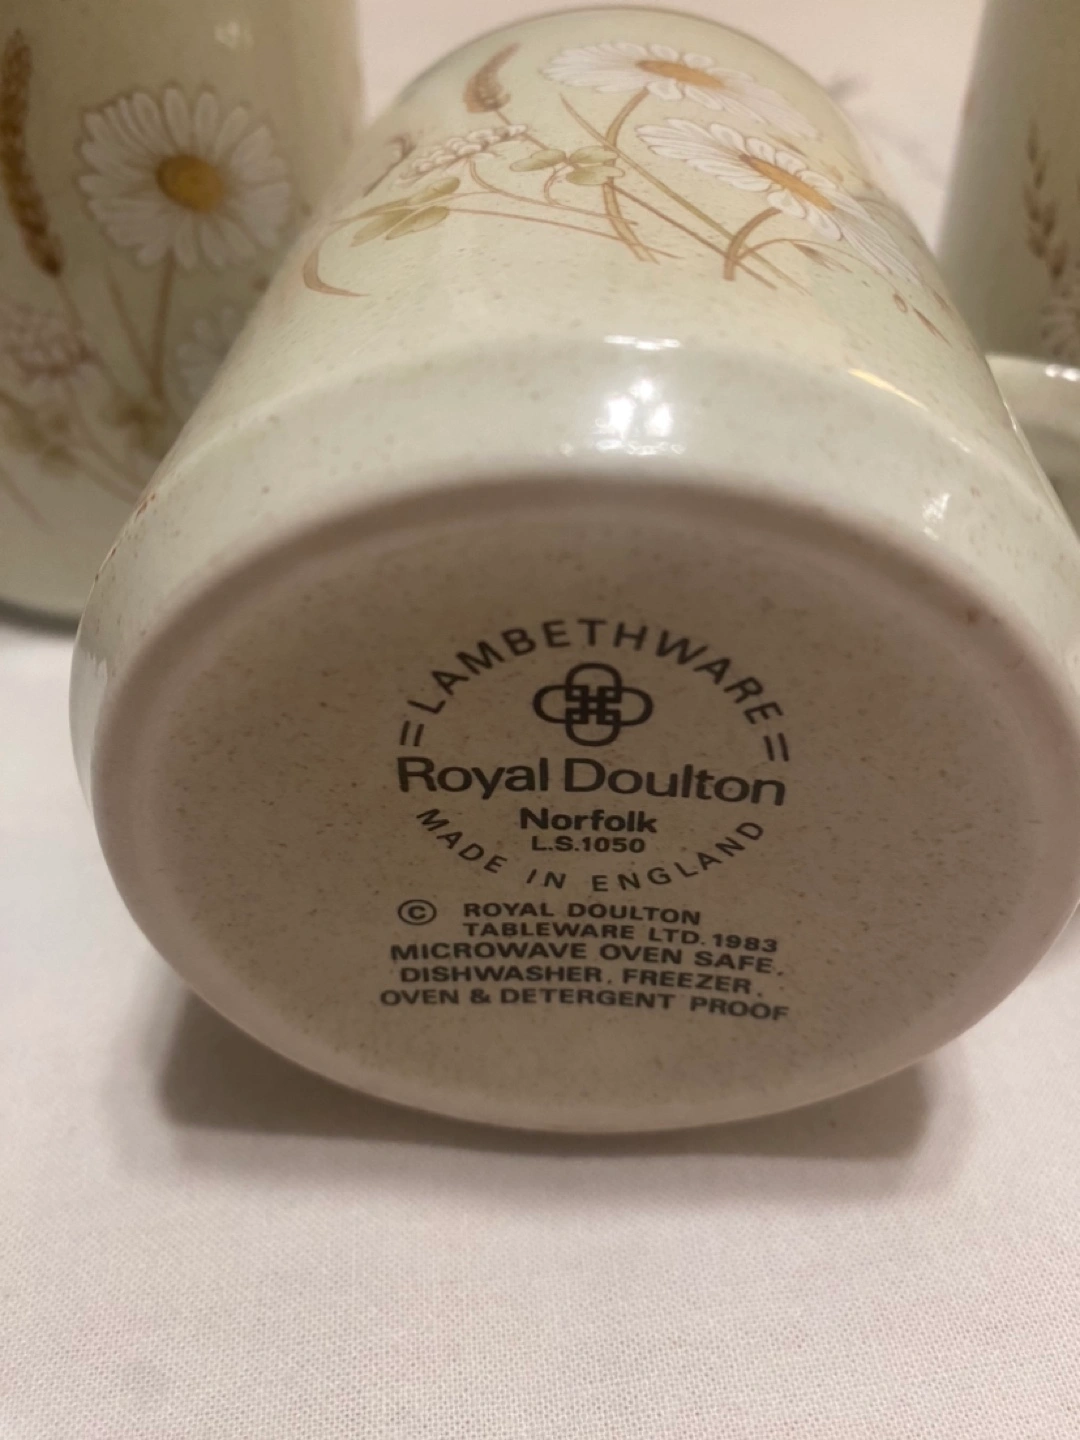 =LAMBETHWARE=
Royal Doulton
Norfolk
L.S.1050
MADE IN ENGLAND
© ROYAL DOULTON
TABLEWARE LTD. 1983
MICROWAVE OVEN SAFE.
DISHWASHER, FREEZER,
OVEN & DETERGENT PROOF